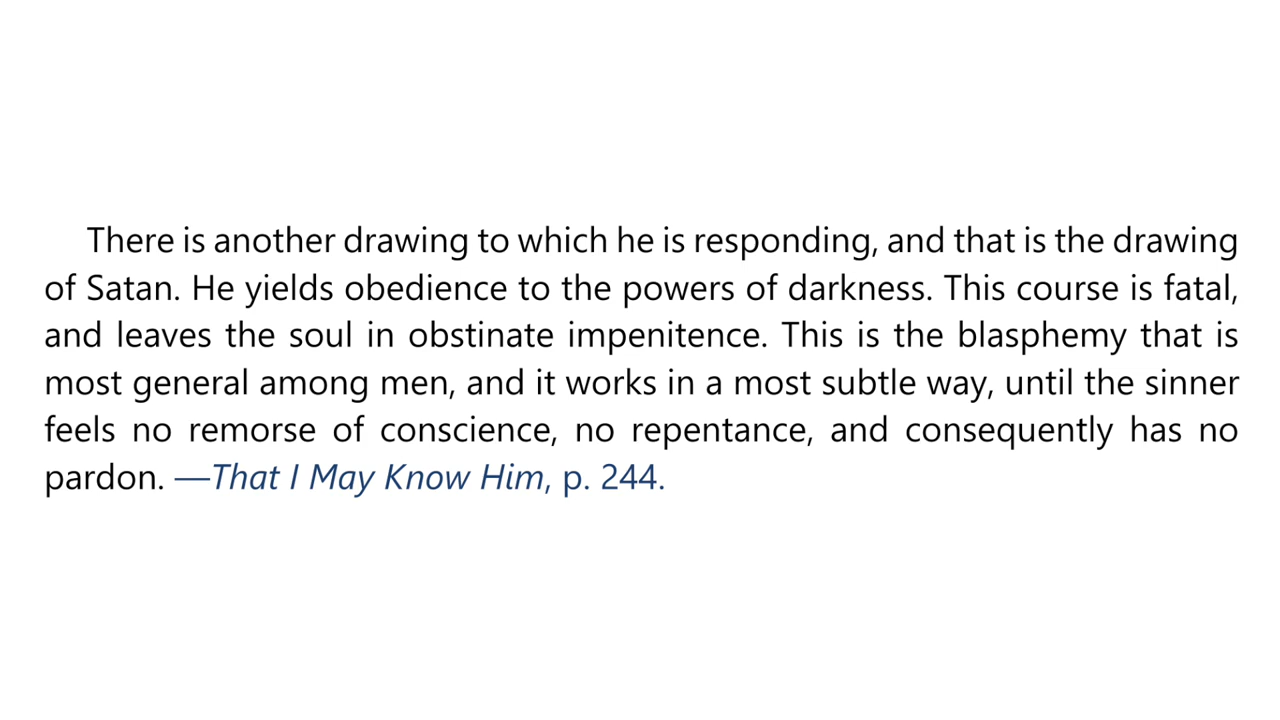 There is another drawing to which he is responding, and that is the drawing
of Satan. He yields obedience to the powers of darkness. This course is fatal,
and leaves the soul in obstinate impenitence. This is the blasphemy that is
most general among men, and it works in a most subtle way, until the sinner
feels no remorse of conscience, no repentance, and consequently has no
pardon. —That I May Know Him, p. 244.